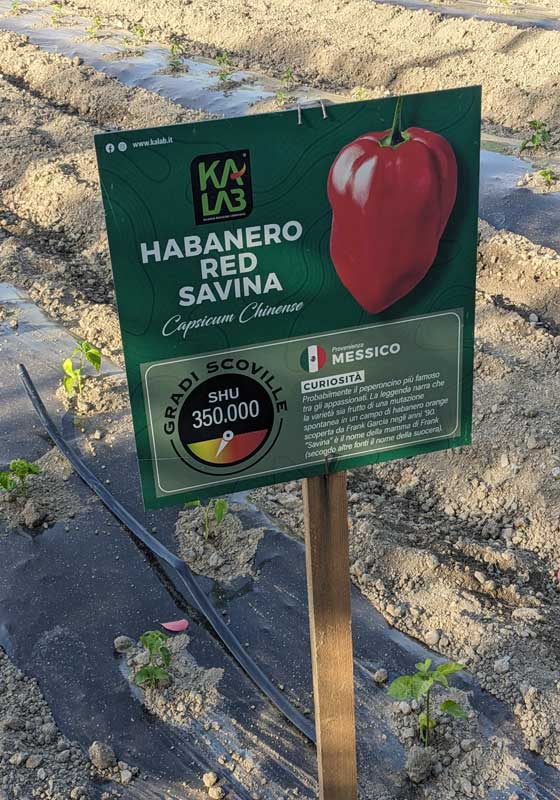 www.kalab.it
KA
LAB
HABANERO
RED
SAVINA
Capsicum Chinense
GRADI SCOVILLE
SHU
350.000
Provenienza
MESSICO
CURIOSITÀ
Probabilmente il peperoncino più famoso
tra gli appassionati. La leggenda narra che
la varietà sia frutto di una mutazione
spontanea in un campo di habanero orange
scoperta da Frank Garcia negli anni '90.
"Savina" è il nome della mamma di Frank
(secondo altre fonti il nome della suocera).